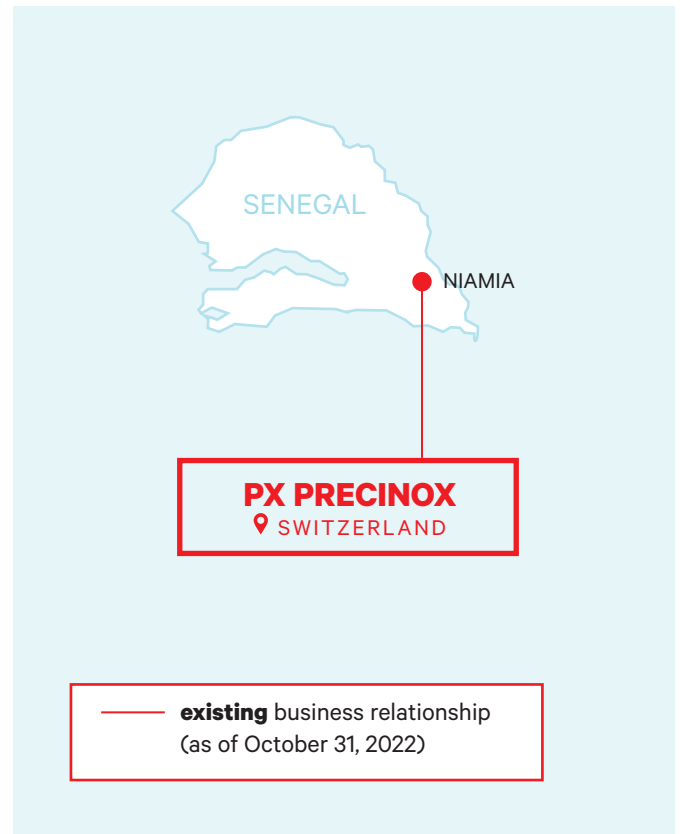 SENEGAL
NIAMIA
PX PRECINOX
SWITZERLAND
existing business relationship
(as of October 31, 2022)